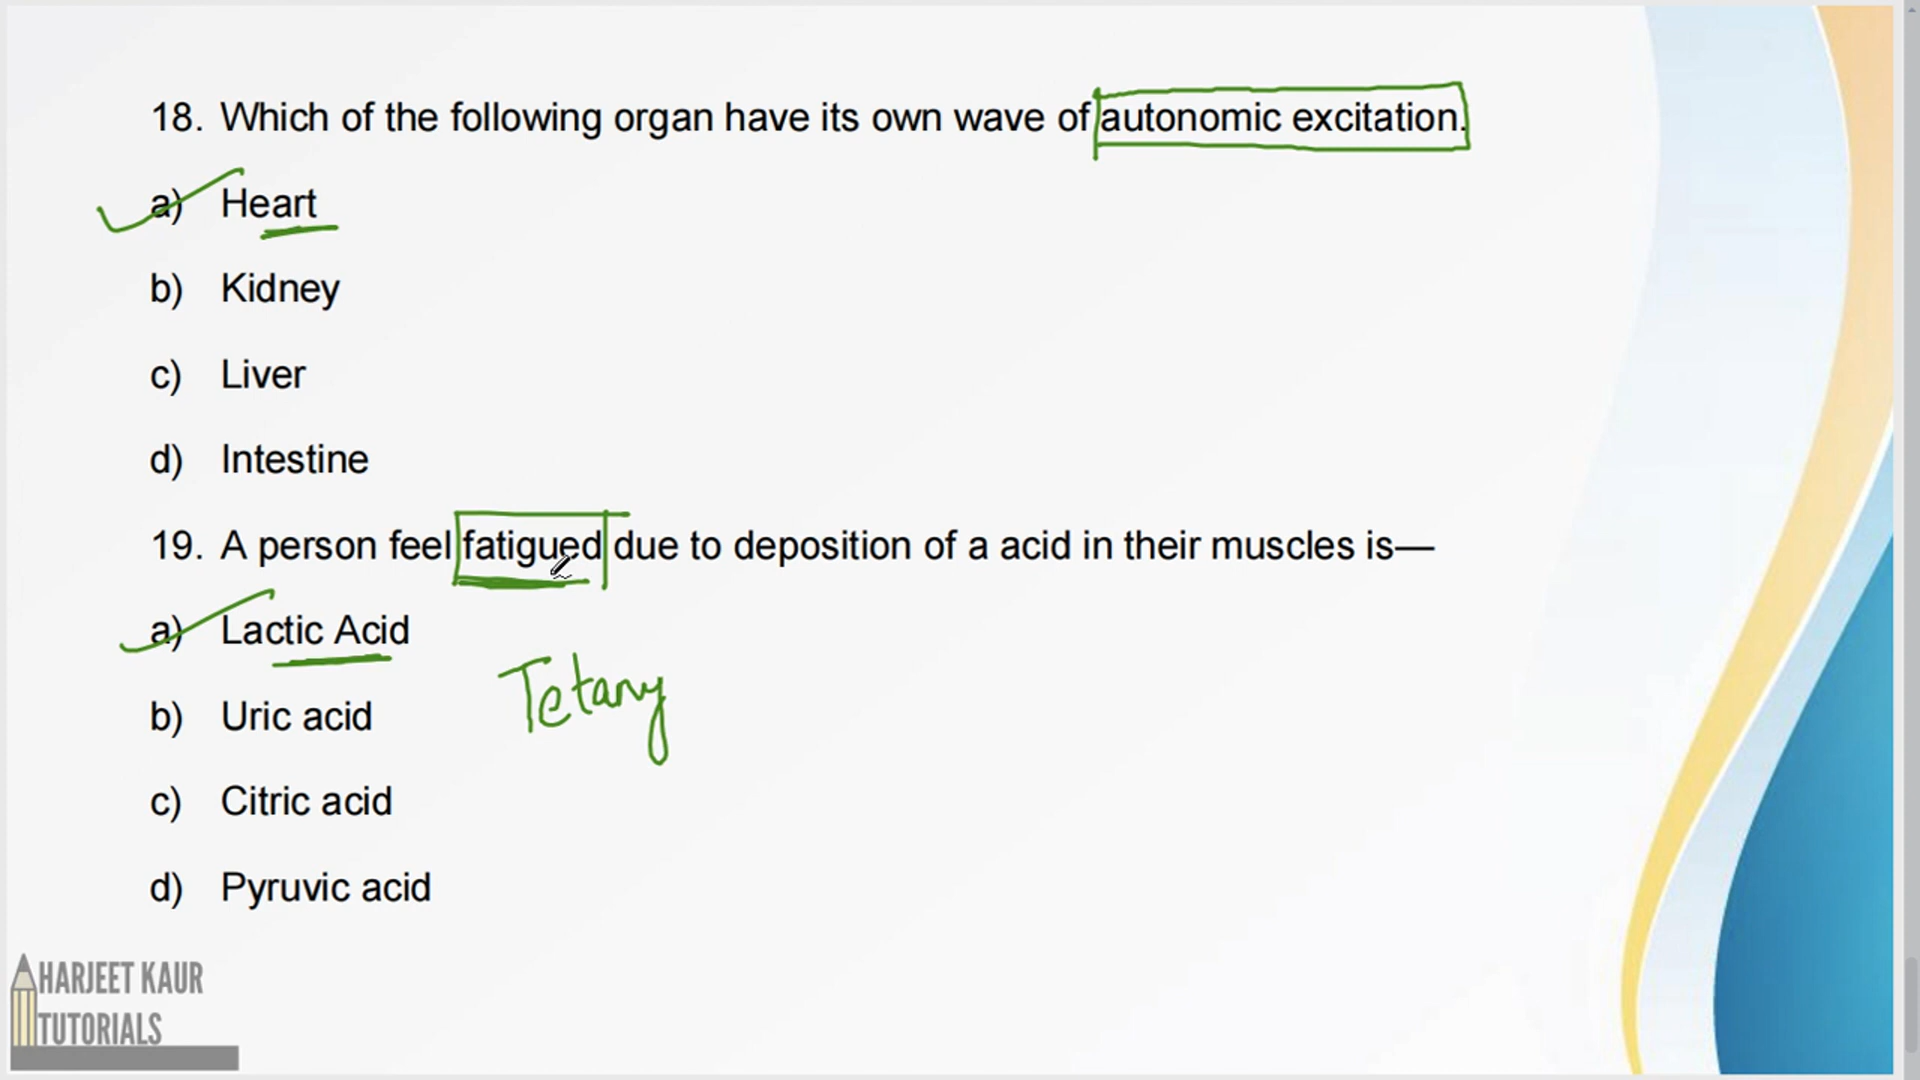 18. Which of the following organ have its own wave of autonomic excitation.
a) Heart
b) Kidney
c) Liver
d) Intestine
19. A person feel fatigued due to deposition of a acid in their muscles is—
a) Lactic Acid
Tetany
b) Uric acid
c) Citric acid
d) Pyruvic acid
HARJEET KAUR
TUTORIALS